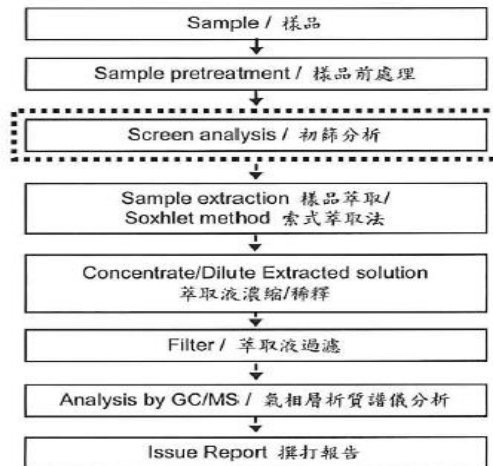 Sample / 樣品
Sample pretreatment / 樣品前處理
Screen analysis / 初篩分析
Sample extraction 樣品萃取/
Soxhlet method 索式萃取法
Concentrate/Dilute Extracted solution
萃取液濃縮/稀釋
Filter / 萃取液過濾
Analysis by GC/MS / 氣相層析質譜儀分析
Issue Report 撰打報告